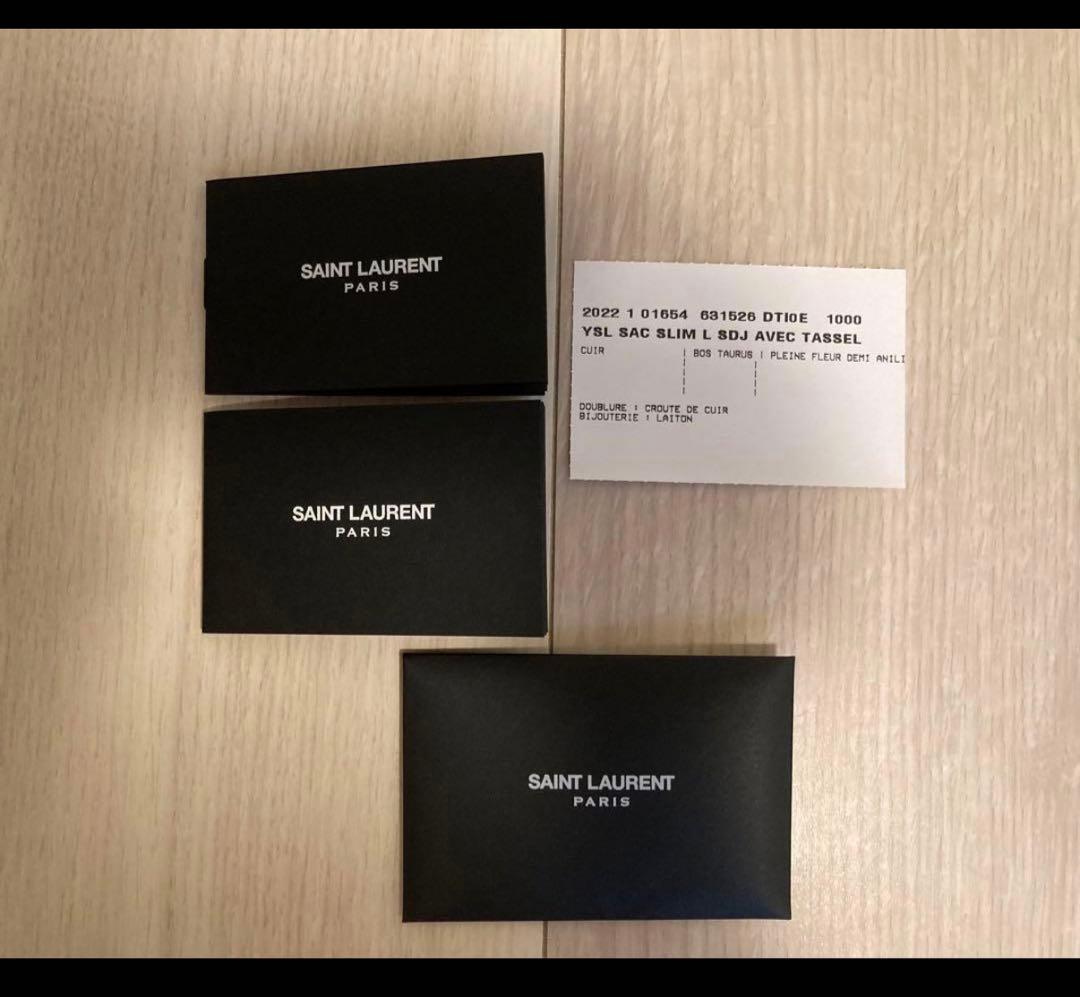 SAINT LAURENT
PARIS
2022 1 01654 631526 DTI0E 1000
YSL SAC SLIM L SDJ AVEC TASSEL
CUIR | BOS TAURUS | PLEINE FLEUR DEMI ANILI
DOUBLURE : CROUTE DE CUIR
BIJOUTERIE : LAITON
SAINT LAURENT
PARIS
SAINT LAURENT
PARIS